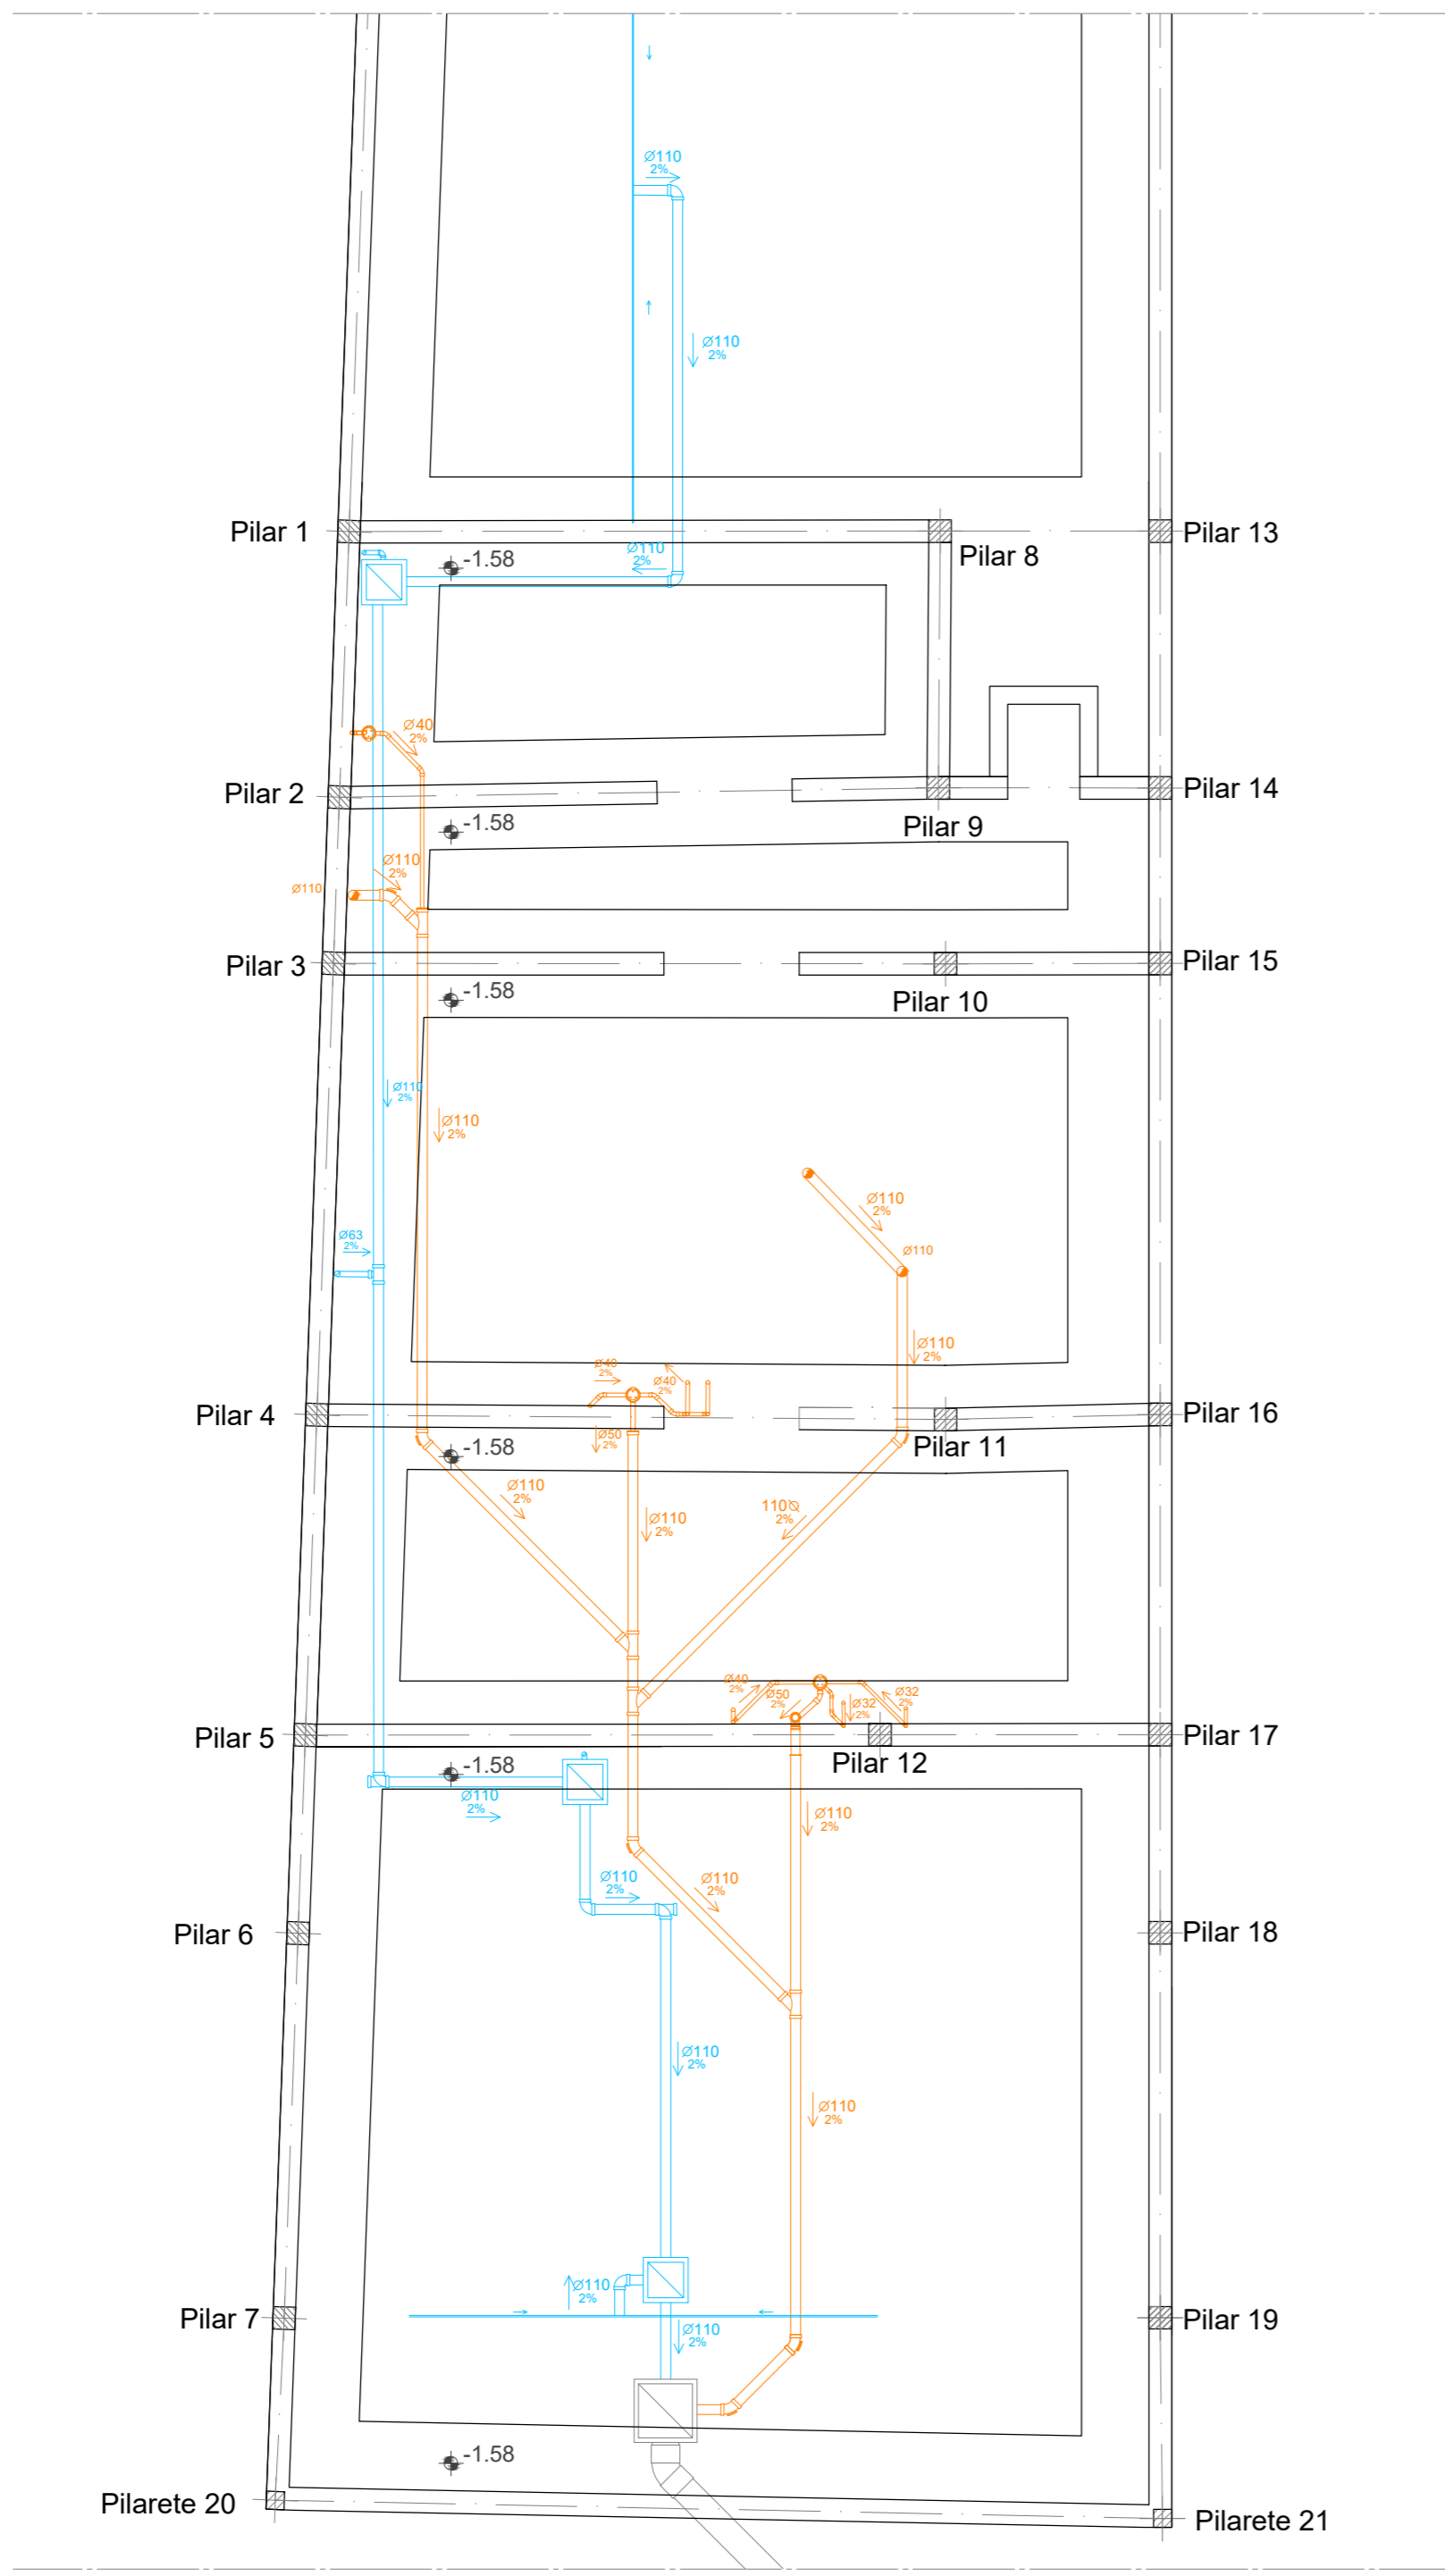 Ø110
2%
Ø110
2%
Pilar 1
Pilar 13
Ø110
2%
-1.58
Pilar 8
Ø40
2%
Pilar 2
Pilar 14
-1.58
Pilar 9
Ø110
2%
Ø110
Pilar 3
Pilar 15
-1.58
Pilar 10
Ø110
2%
Ø110
2%
Ø110
2%
Ø63
2%
Ø110
Ø110
2%
Ø40
2%
Ø40
2%
Pilar 4
Pilar 16
Ø50
2%
-1.58
Pilar 11
Ø110
2%
Ø110
2%
110Ø
2%
Ø40
2%
Ø50
2%
Ø32
2%
Ø32
2%
Pilar 5
Pilar 17
-1.58
Pilar 12
Ø110
2%
Ø110
2%
Ø110
2%
Ø110
2%
Pilar 6
Pilar 18
Ø110
2%
Ø110
2%
Ø110
2%
Pilar 7
Pilar 19
Ø110
2%
-1.58
Pilarete 20
Pilarete 21